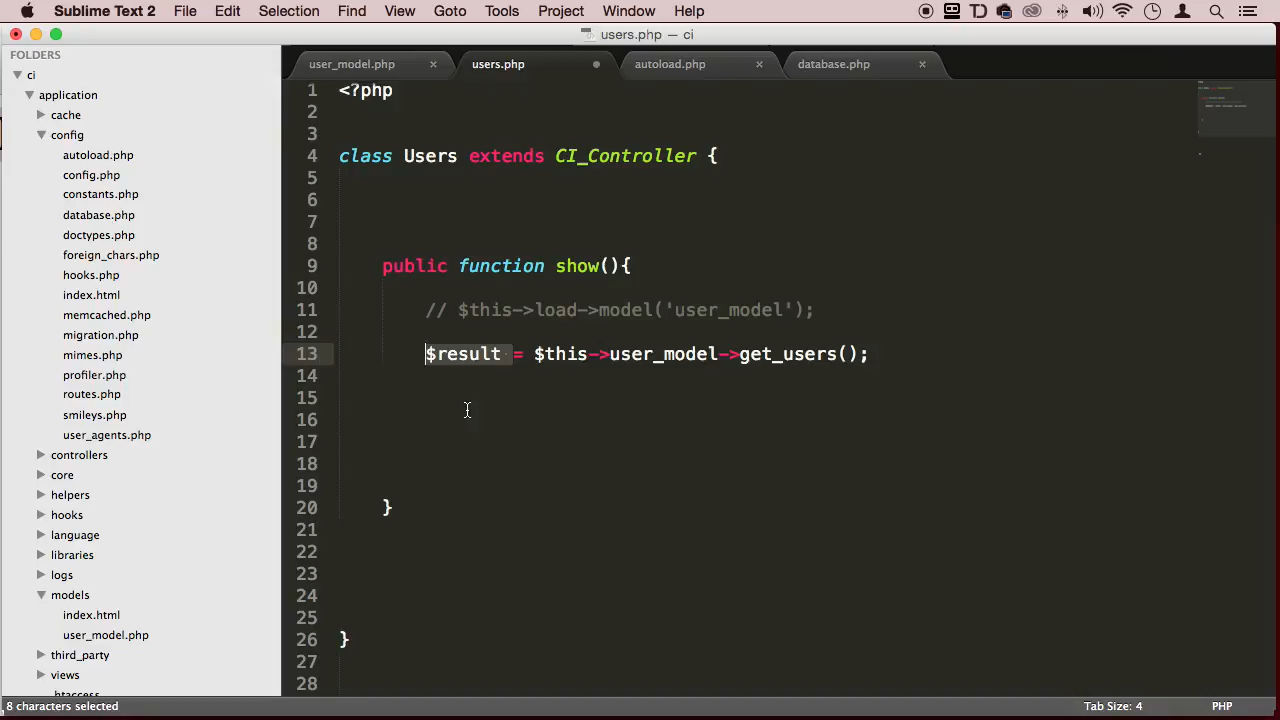 Sublime Text 2 File Edit Selection Find View Goto Tools Project Window Help
users.php — ci
FOLDERS
ci
application
cache
config
autoload.php
config.php
constants.php
database.php
doctypes.php
foreign_chars.php
hooks.php
index.html
memcached.php
migration.php
mimes.php
profiler.php
routes.php
smileys.php
user_agents.php
controllers
core
helpers
hooks
language
libraries
logs
models
index.html
user_model.php
third_party
views
.htaccess
user_model.php × users.php autoload.php × database.php ×
1 <?php
2
3
4 class Users extends CI_Controller {
5
6
7
8
9 public function show(){
10
11 // $this->load->model('user_model');
12
13 $result = $this->user_model->get_users();
14
15
16
17
18
19
20 }
21
22
23
24
25
26 }
27
28
8 characters selected Tab Size: 4 PHP